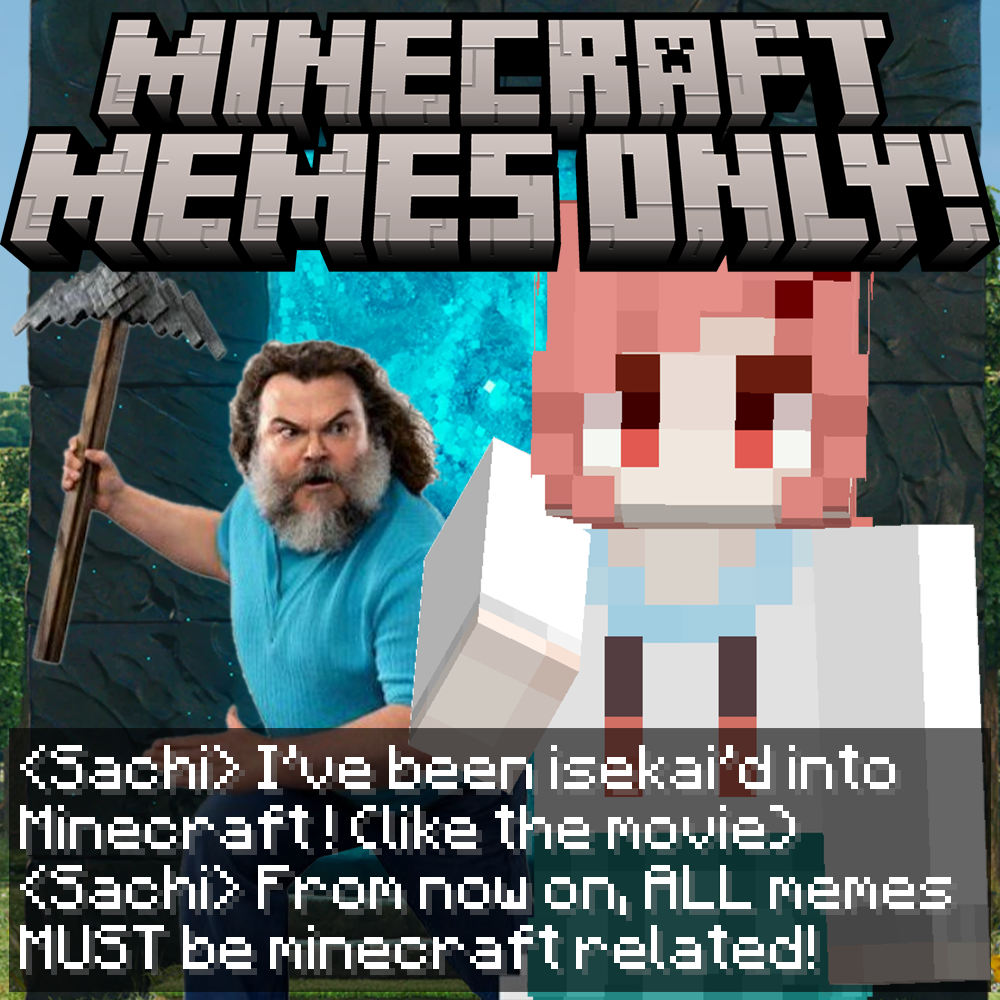 MINECRAFT
MEMES ONLY!
<Sachi> I've been isekai'd into
Minecraft! (like the movie)
<Sachi> From now on, ALL memes
MUST be minecraft related!